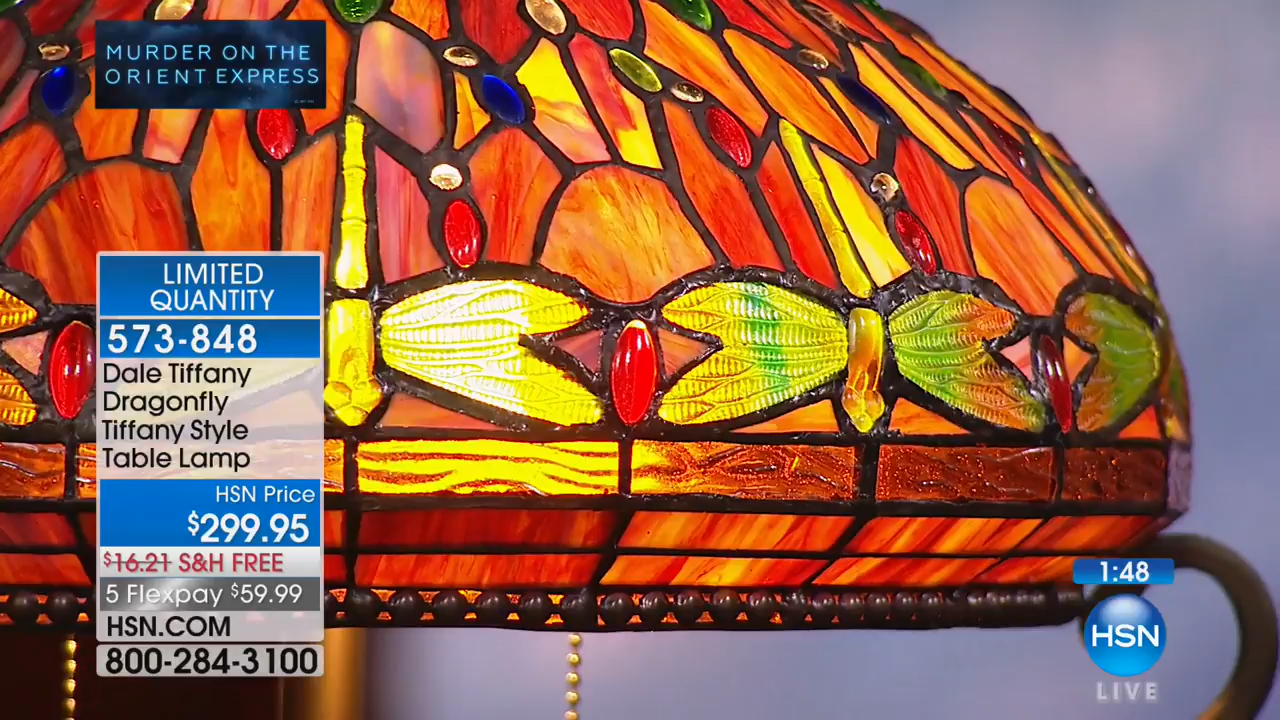 MURDER ON THE
ORIENT EXPRESS
LIMITED
QUANTITY
573-848
Dale Tiffany
Dragonfly
Tiffany Style
Table Lamp
HSN Price
$299.95
$16.21 S&H FREE
5 Flexpay $59.99
HSN.COM
800-284-3100
1:48
HSN
LIVE